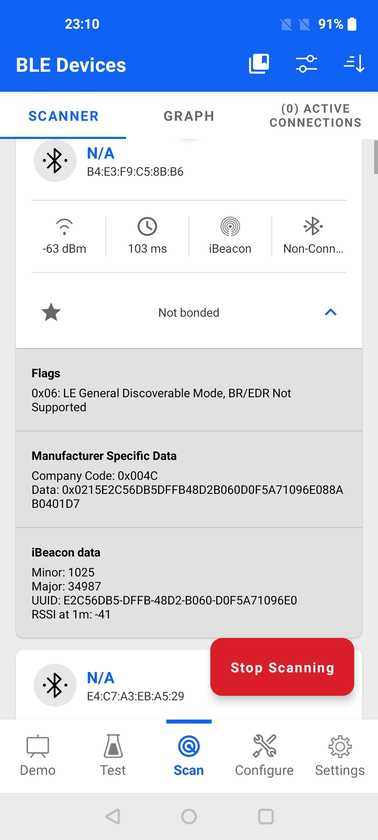 23:10
91%
BLE Devices
SCANNER
GRAPH
(0) ACTIVE
CONNECTIONS
N/A
B4:E3:F9:C5:8B:B6
-63 dBm
103 ms
iBeacon
Non-Conn...
Not bonded
Flags
0x06: LE General Discoverable Mode, BR/EDR Not
Supported
Manufacturer Specific Data
Company Code: 0x004C
Data: 0x0215E2C56DB5DFFB48D2B060D0F5A71096E088A
B0401D7
iBeacon data
Minor: 1025
Major: 34987
UUID: E2C56DB5-DFFB-48D2-B060-D0F5A71096E0
RSSI at 1m: -41
Stop Scanning
N/A
E4:C7:A3:EB:A5:29
Demo
Test
Scan
Configure
Settings